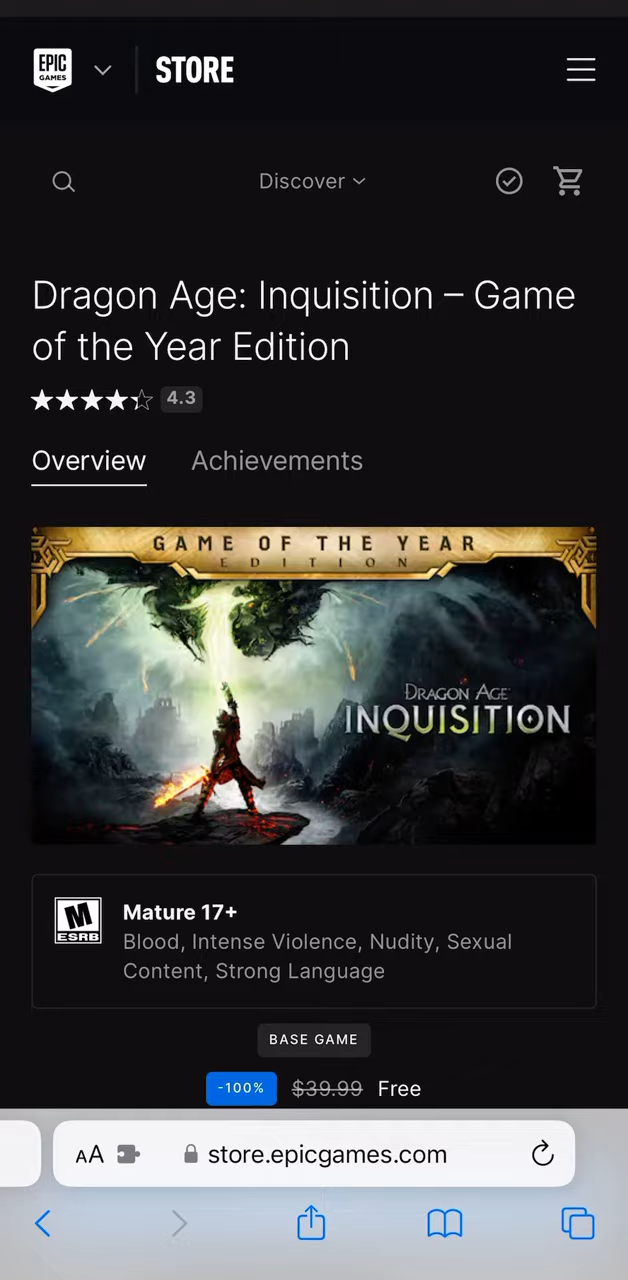 EPIC
GAMES
STORE
Discover
Dragon Age: Inquisition – Game
of the Year Edition
4.3
Overview
Achievements
GAME OF THE YEAR
EDITION
DRAGON AGE
INQUISITION
M
ESRB
Mature 17+
Blood, Intense Violence, Nudity, Sexual
Content, Strong Language
BASE GAME
-100% $39.99 Free
AA store.epicgames.com